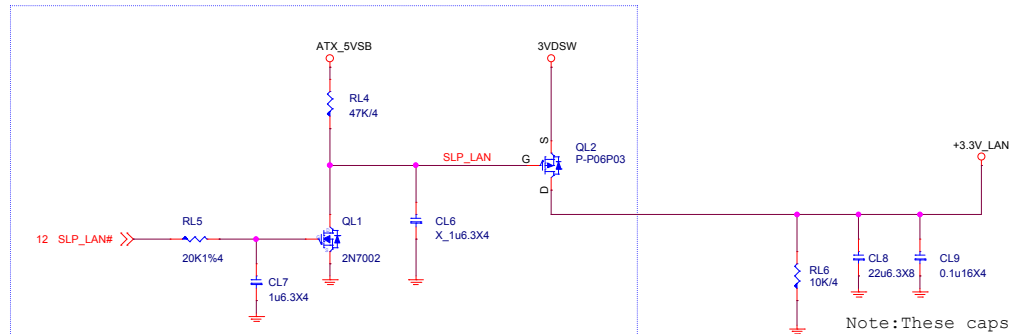 ATX_5VSB
3VDSW
RL4
47K/4
SLP_LAN
G
S
D
QL2
P-P06P03
+3.3V_LAN
12 SLP_LAN#
RL5
20K1%4
QL1
2N7002
CL6
X_1u6.3X4
CL7
1u6.3X4
RL6
10K/4
CL8
22u6.3X8
CL9
0.1u16X4
Note:These caps